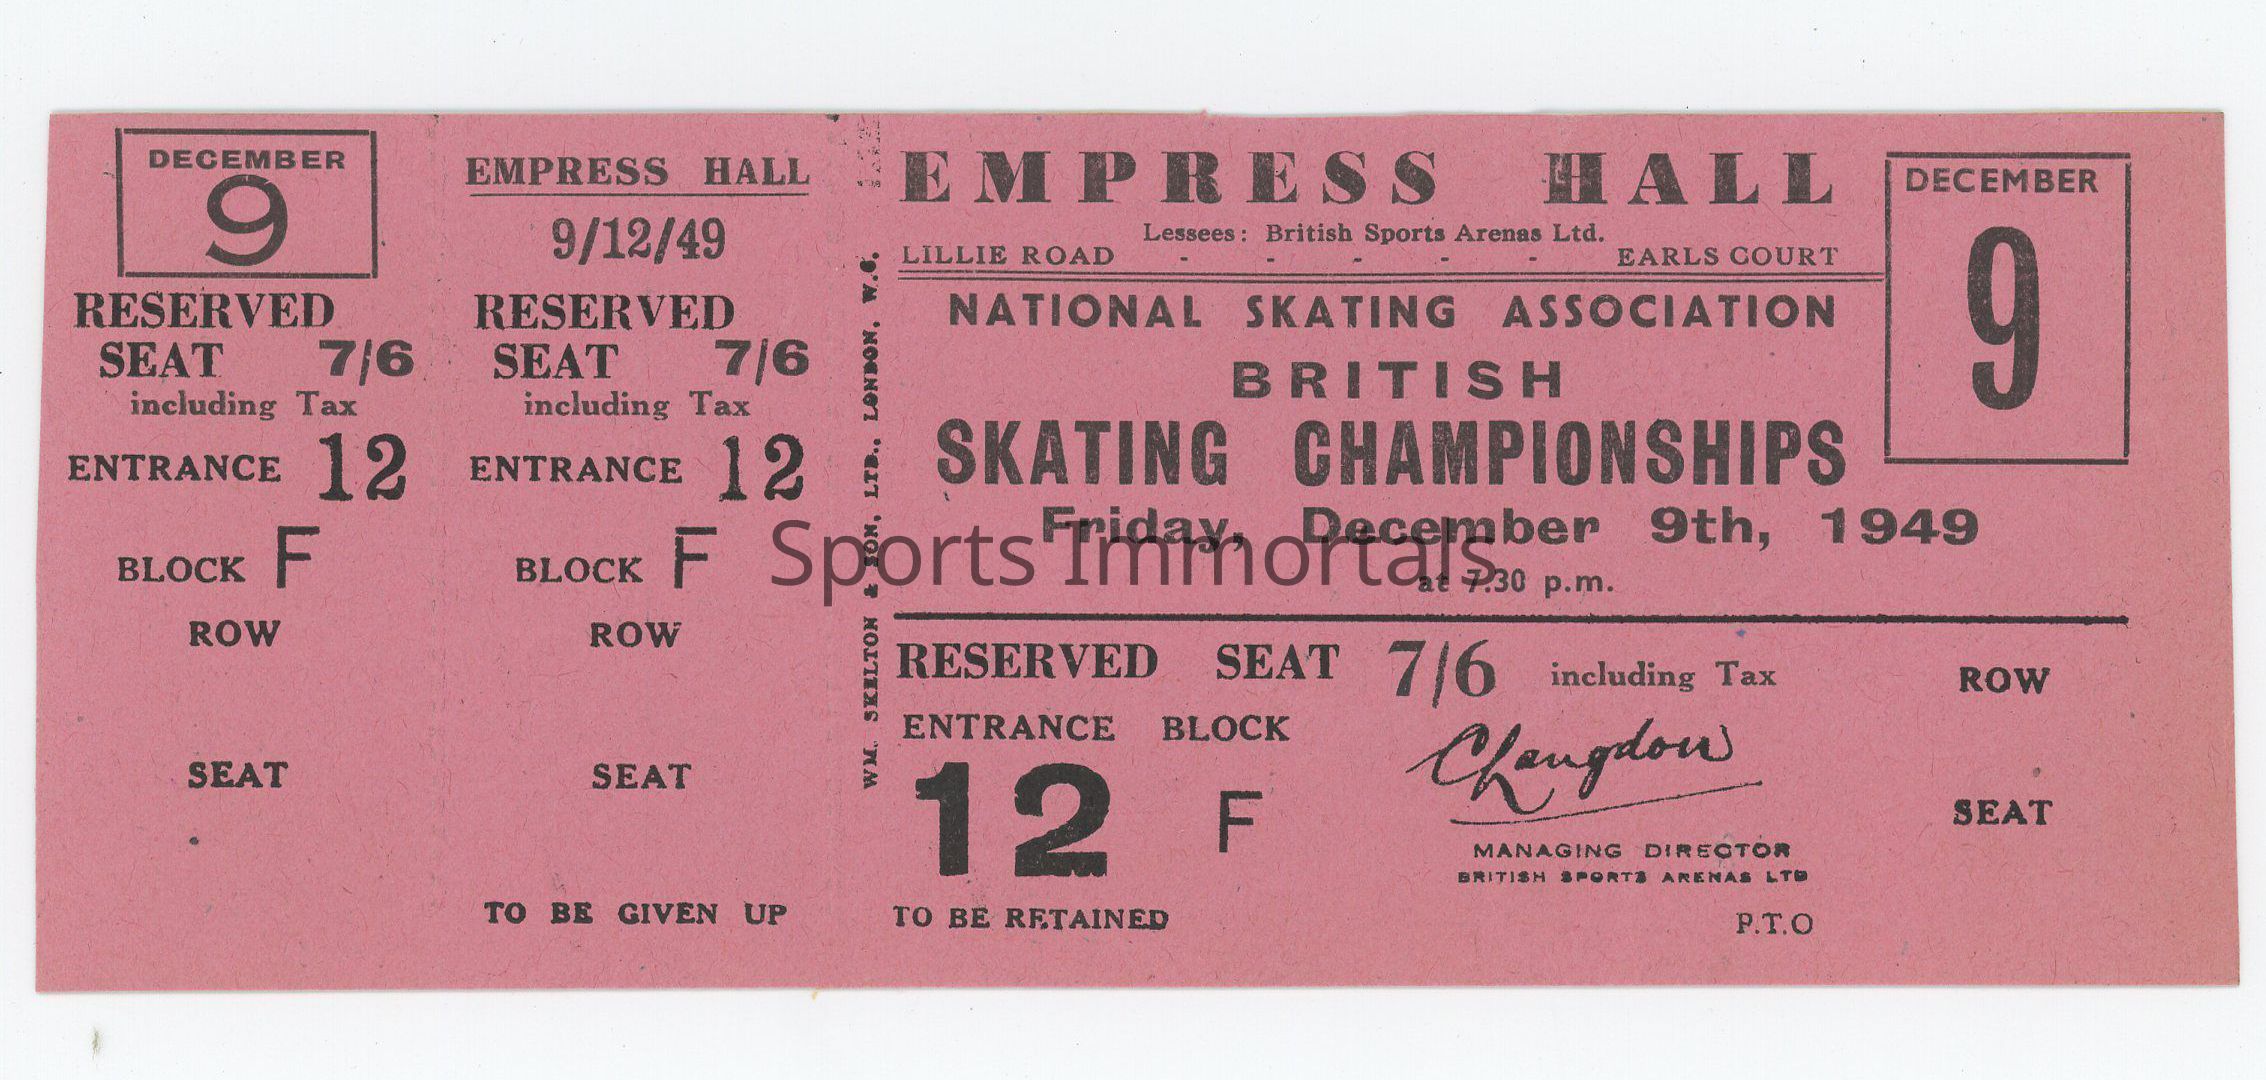 DECEMBER
9
RESERVED
SEAT 7/6
including Tax
ENTRANCE 12
BLOCK F
ROW
SEAT
EMPRESS HALL
9/12/49
RESERVED
SEAT 7/6
including Tax
ENTRANCE 12
BLOCK F
ROW
SEAT
TO BE GIVEN UP
WM. SKELTON & SON, LTD., LONDON, W.6.
EMPRESS HALL
Lessees: British Sports Arenas Ltd.
LILLIE ROAD - - - - - EARLS COURT
DECEMBER
9
NATIONAL SKATING ASSOCIATION
BRITISH
SKATING CHAMPIONSHIPS
Friday, December 9th, 1949
at 7.30 p.m.
RESERVED SEAT 7/6 including Tax
ENTRANCE BLOCK
12 F
TO BE RETAINED
CLangdon
MANAGING DIRECTOR
BRITISH SPORTS ARENAS LTD
P.T.O
ROW
SEAT
Sports Immortals